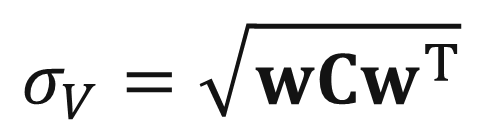 σ_V = √(𝐰𝐂𝐰^T)